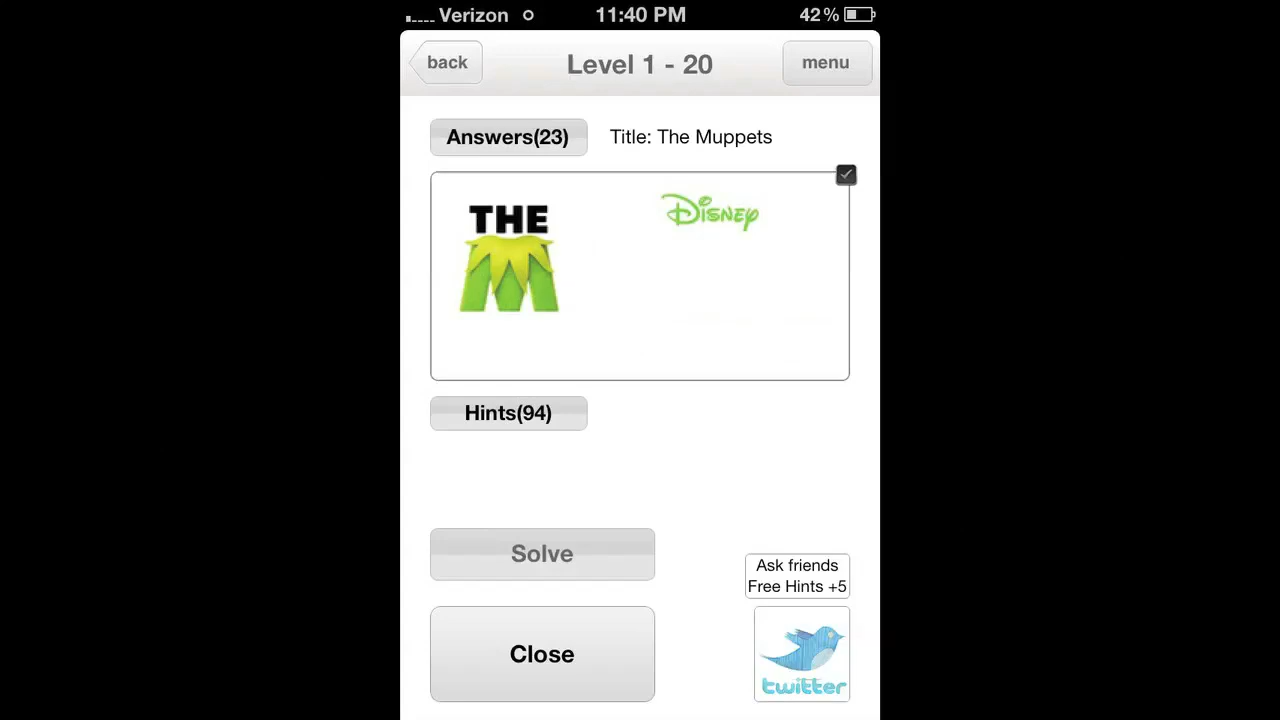 Verizon 11:40 PM 42%
back Level 1 - 20 menu
Answers(23) Title: The Muppets
THE
M
Disney
Hints(94)
Solve
Ask friends
Free Hints +5
Close
twitter